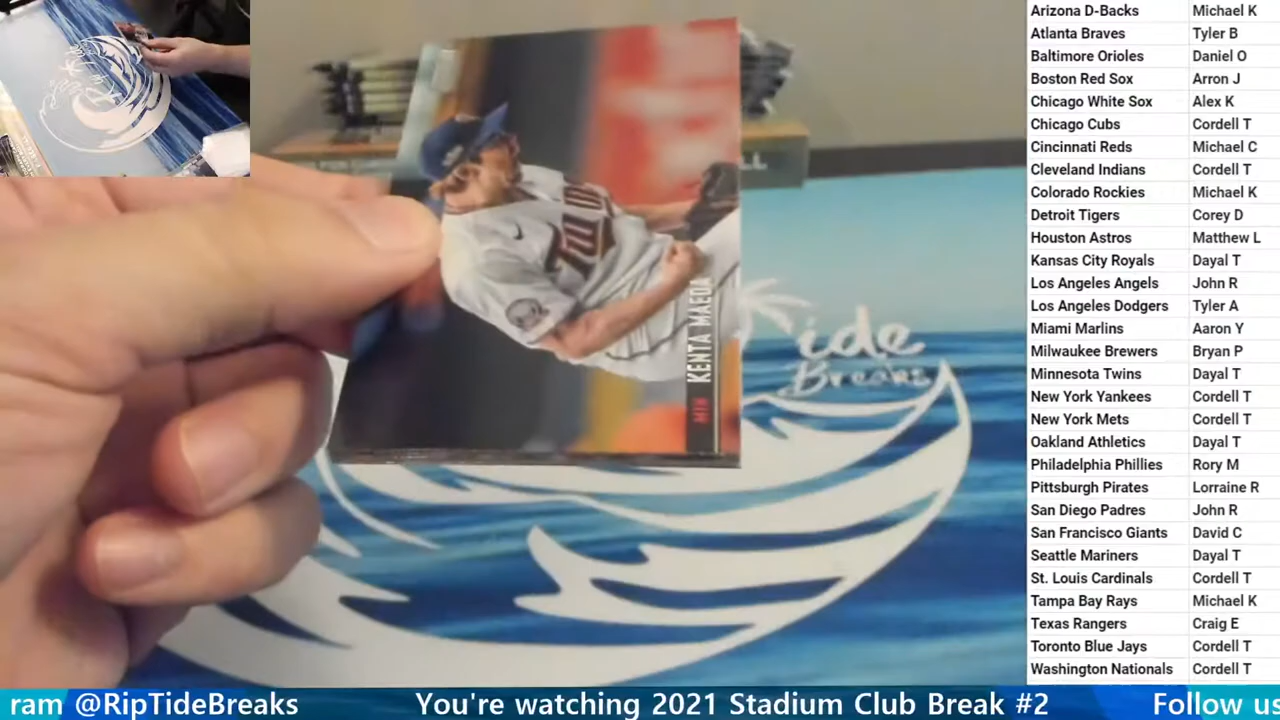 Arizona D-Backs Michael K
Atlanta Braves Tyler B
Baltimore Orioles Daniel O
Boston Red Sox Arron J
Chicago White Sox Alex K
Chicago Cubs Cordell T
Cincinnati Reds Michael C
Cleveland Indians Cordell T
Colorado Rockies Michael K
Detroit Tigers Corey D
Houston Astros Matthew L
Kansas City Royals Dayal T
Los Angeles Angels John R
Los Angeles Dodgers Tyler A
Miami Marlins Aaron Y
Milwaukee Brewers Bryan P
Minnesota Twins Dayal T
New York Yankees Cordell T
New York Mets Cordell T
Oakland Athletics Dayal T
Philadelphia Phillies Rory M
Pittsburgh Pirates Lorraine R
San Diego Padres John R
San Francisco Giants David C
Seattle Mariners Dayal T
St. Louis Cardinals Cordell T
Tampa Bay Rays Michael K
Texas Rangers Craig E
Toronto Blue Jays Cordell T
Washington Nationals Cordell T
MIN KENTA MAEDA
ide
Breaks
ram @RipTideBreaks You're watching 2021 Stadium Club Break #2 Follow us